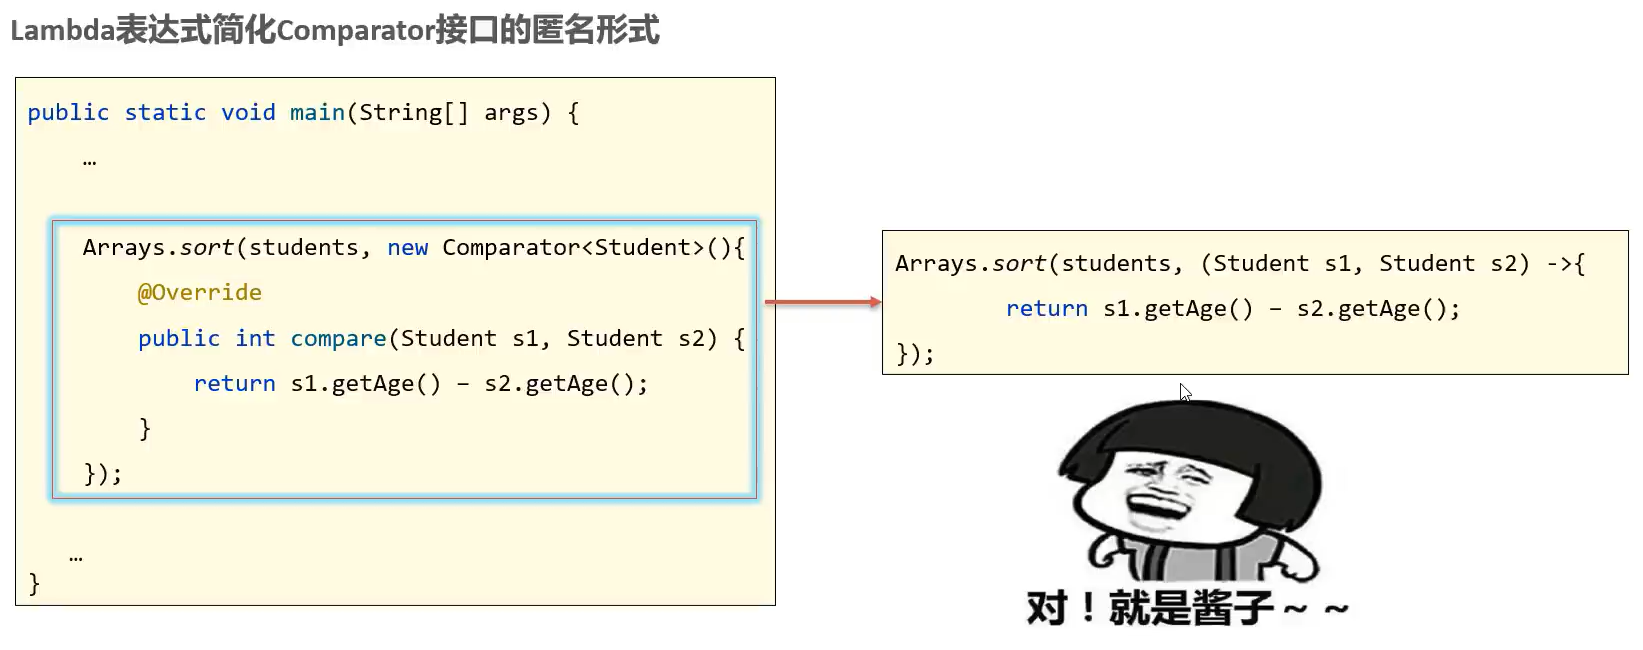 Lambda表达式简化Comparator接口的匿名形式
public static void main(String[] args) {
…
Arrays.sort(students, new Comparator<Student>(){
@Override
public int compare(Student s1, Student s2) {
return s1.getAge() – s2.getAge();
}
});
…
}
Arrays.sort(students, (Student s1, Student s2) ->{
return s1.getAge() – s2.getAge();
});
对！就是酱子～～